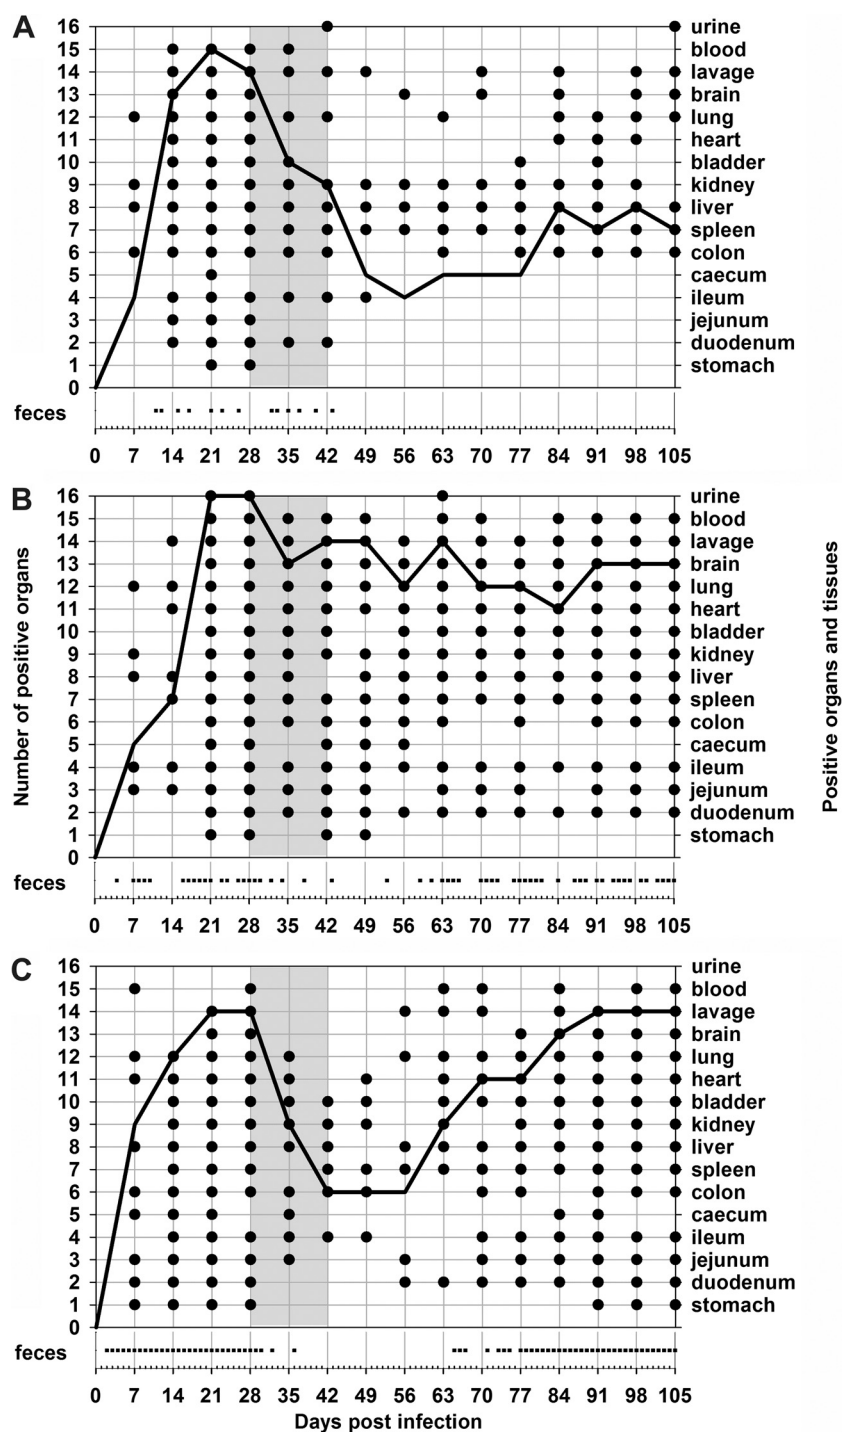 A
16 urine
15 blood
14 lavage
13 brain
12 lung
11 heart
10 bladder
9 kidney
8 liver
7 spleen
6 colon
5 caecum
4 ileum
3 jejunum
2 duodenum
1 stomach
0
feces
0 7 14 21 28 35 42 49 56 63 70 77 84 91 98 105
B
Number of positive organs
Positive organs and tissues
16 urine
15 blood
14 lavage
13 brain
12 lung
11 heart
10 bladder
9 kidney
8 liver
7 spleen
6 colon
5 caecum
4 ileum
3 jejunum
2 duodenum
1 stomach
0
feces
0 7 14 21 28 35 42 49 56 63 70 77 84 91 98 105
C
16 urine
15 blood
14 lavage
13 brain
12 lung
11 heart
10 bladder
9 kidney
8 liver
7 spleen
6 colon
5 caecum
4 ileum
3 jejunum
2 duodenum
1 stomach
0
feces
0 7 14 21 28 35 42 49 56 63 70 77 84 91 98 105
Days post infection